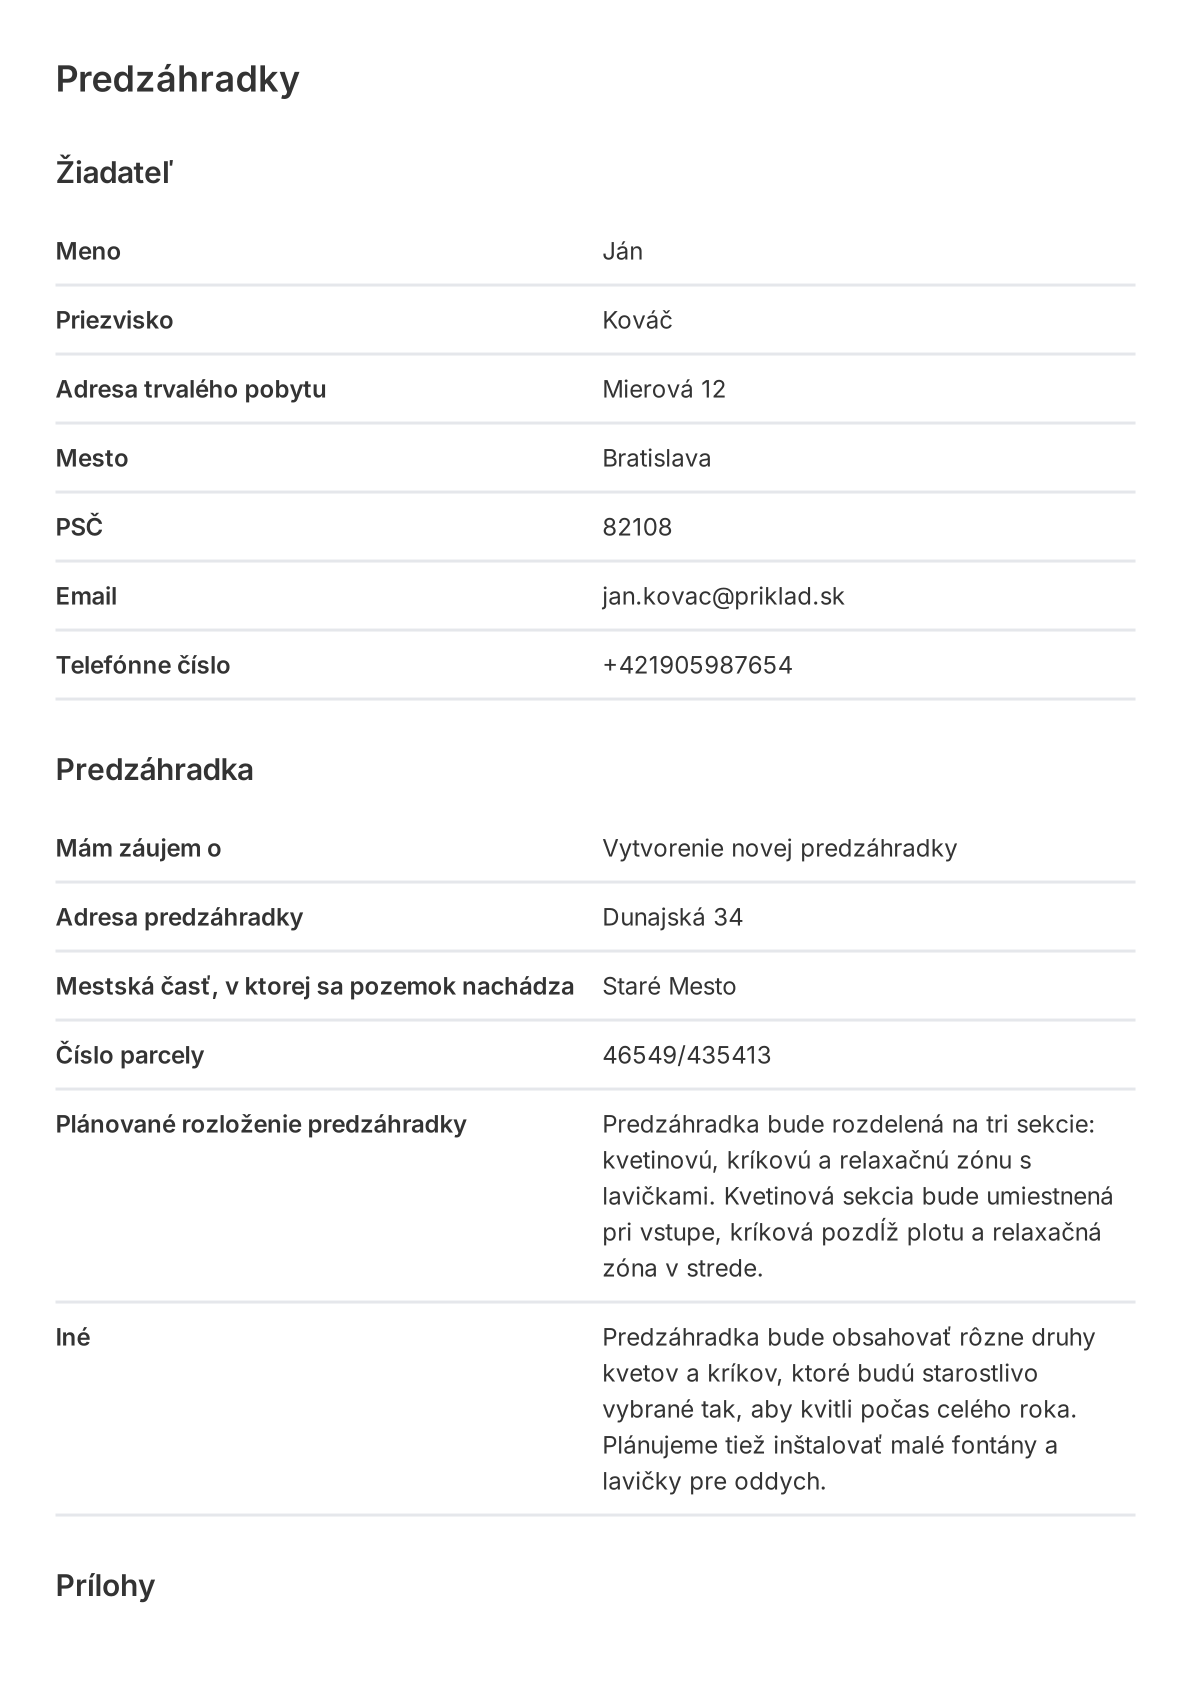 Predzáhradky
Žiadateľ
Meno Ján
Priezvisko Kováč
Adresa trvalého pobytu Mierová 12
Mesto Bratislava
PSČ 82108
Email jan.kovac@priklad.sk
Telefónne číslo +421905987654
Predzáhradka
Mám záujem o Vytvorenie novej predzáhradky
Adresa predzáhradky Dunajská 34
Mestská časť, v ktorej sa pozemok nachádza Staré Mesto
Číslo parcely 46549/435413
Plánované rozloženie predzáhradky Predzáhradka bude rozdelená na tri sekcie:
kvetinovú, kríkovú a relaxačnú zónu s
lavičkami. Kvetinová sekcia bude umiestnená
pri vstupe, kríková pozdĺž plotu a relaxačná
zóna v strede.
Iné Predzáhradka bude obsahovať rôzne druhy
kvetov a kríkov, ktoré budú starostlivo
vybrané tak, aby kvitli počas celého roka.
Plánujeme tiež inštalovať malé fontány a
lavičky pre oddych.
Prílohy